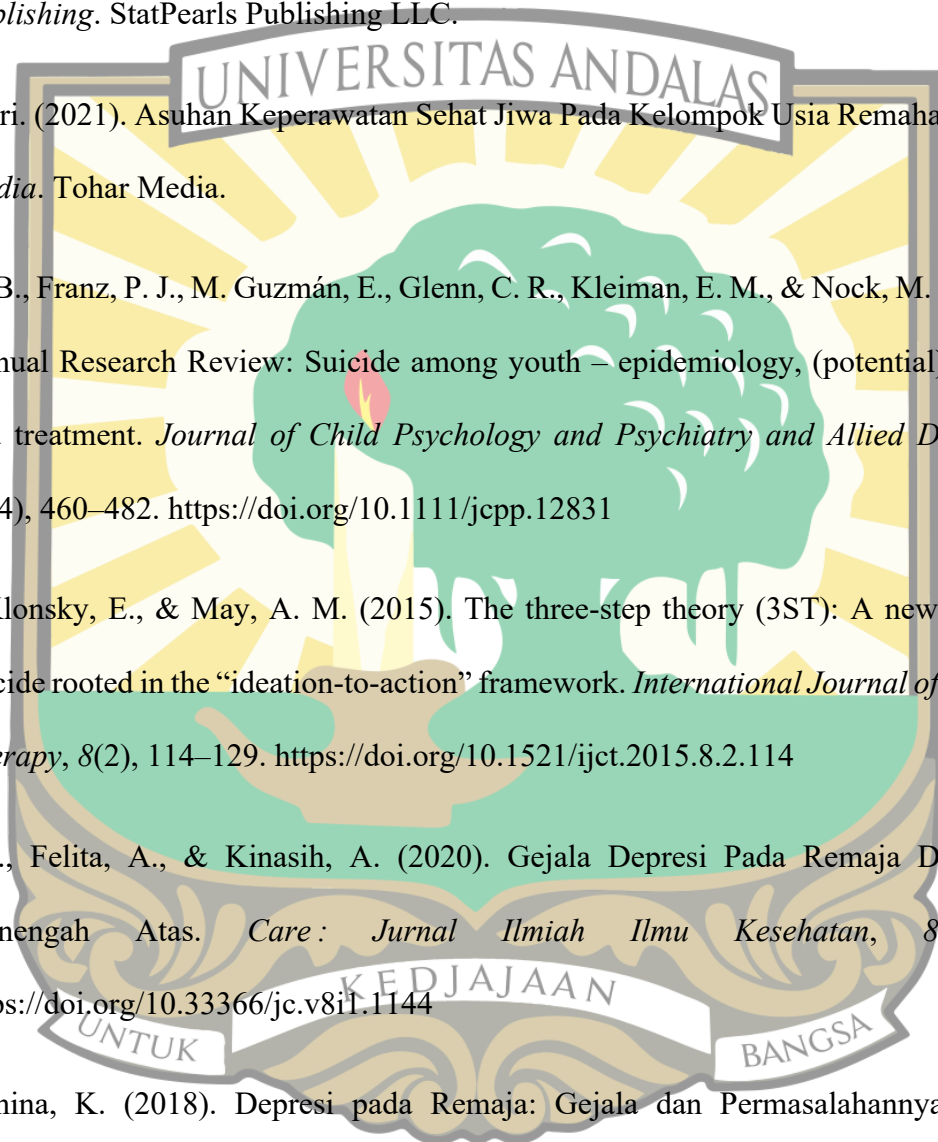 blishing. StatPearls Publishing LLC.
UNIVERSITAS ANDALAS
ri. (2021). Asuhan Keperawatan Sehat Jiwa Pada Kelompok Usia Remaha
dia. Tohar Media.
B., Franz, P. J., M. Guzmán, E., Glenn, C. R., Kleiman, E. M., & Nock, M.
nual Research Review: Suicide among youth – epidemiology, (potential)
treatment. Journal of Child Psychology and Psychiatry and Allied D
4), 460–482. https://doi.org/10.1111/jcpp.12831
Klonsky, E., & May, A. M. (2015). The three-step theory (3ST): A new
cide rooted in the “ideation-to-action” framework. International Journal of
erapy, 8(2), 114–129. https://doi.org/10.1521/ijct.2015.8.2.114
., Felita, A., & Kinasih, A. (2020). Gejala Depresi Pada Remaja D
nengah Atas. Care : Jurnal Ilmiah Ilmu Kesehatan, 8
ps://doi.org/10.33366/jc.v8i1.1144
UNTUK KEDJAJAAN BANGSA
nina, K. (2018). Depresi pada Remaja: Gejala dan Permasalahannya